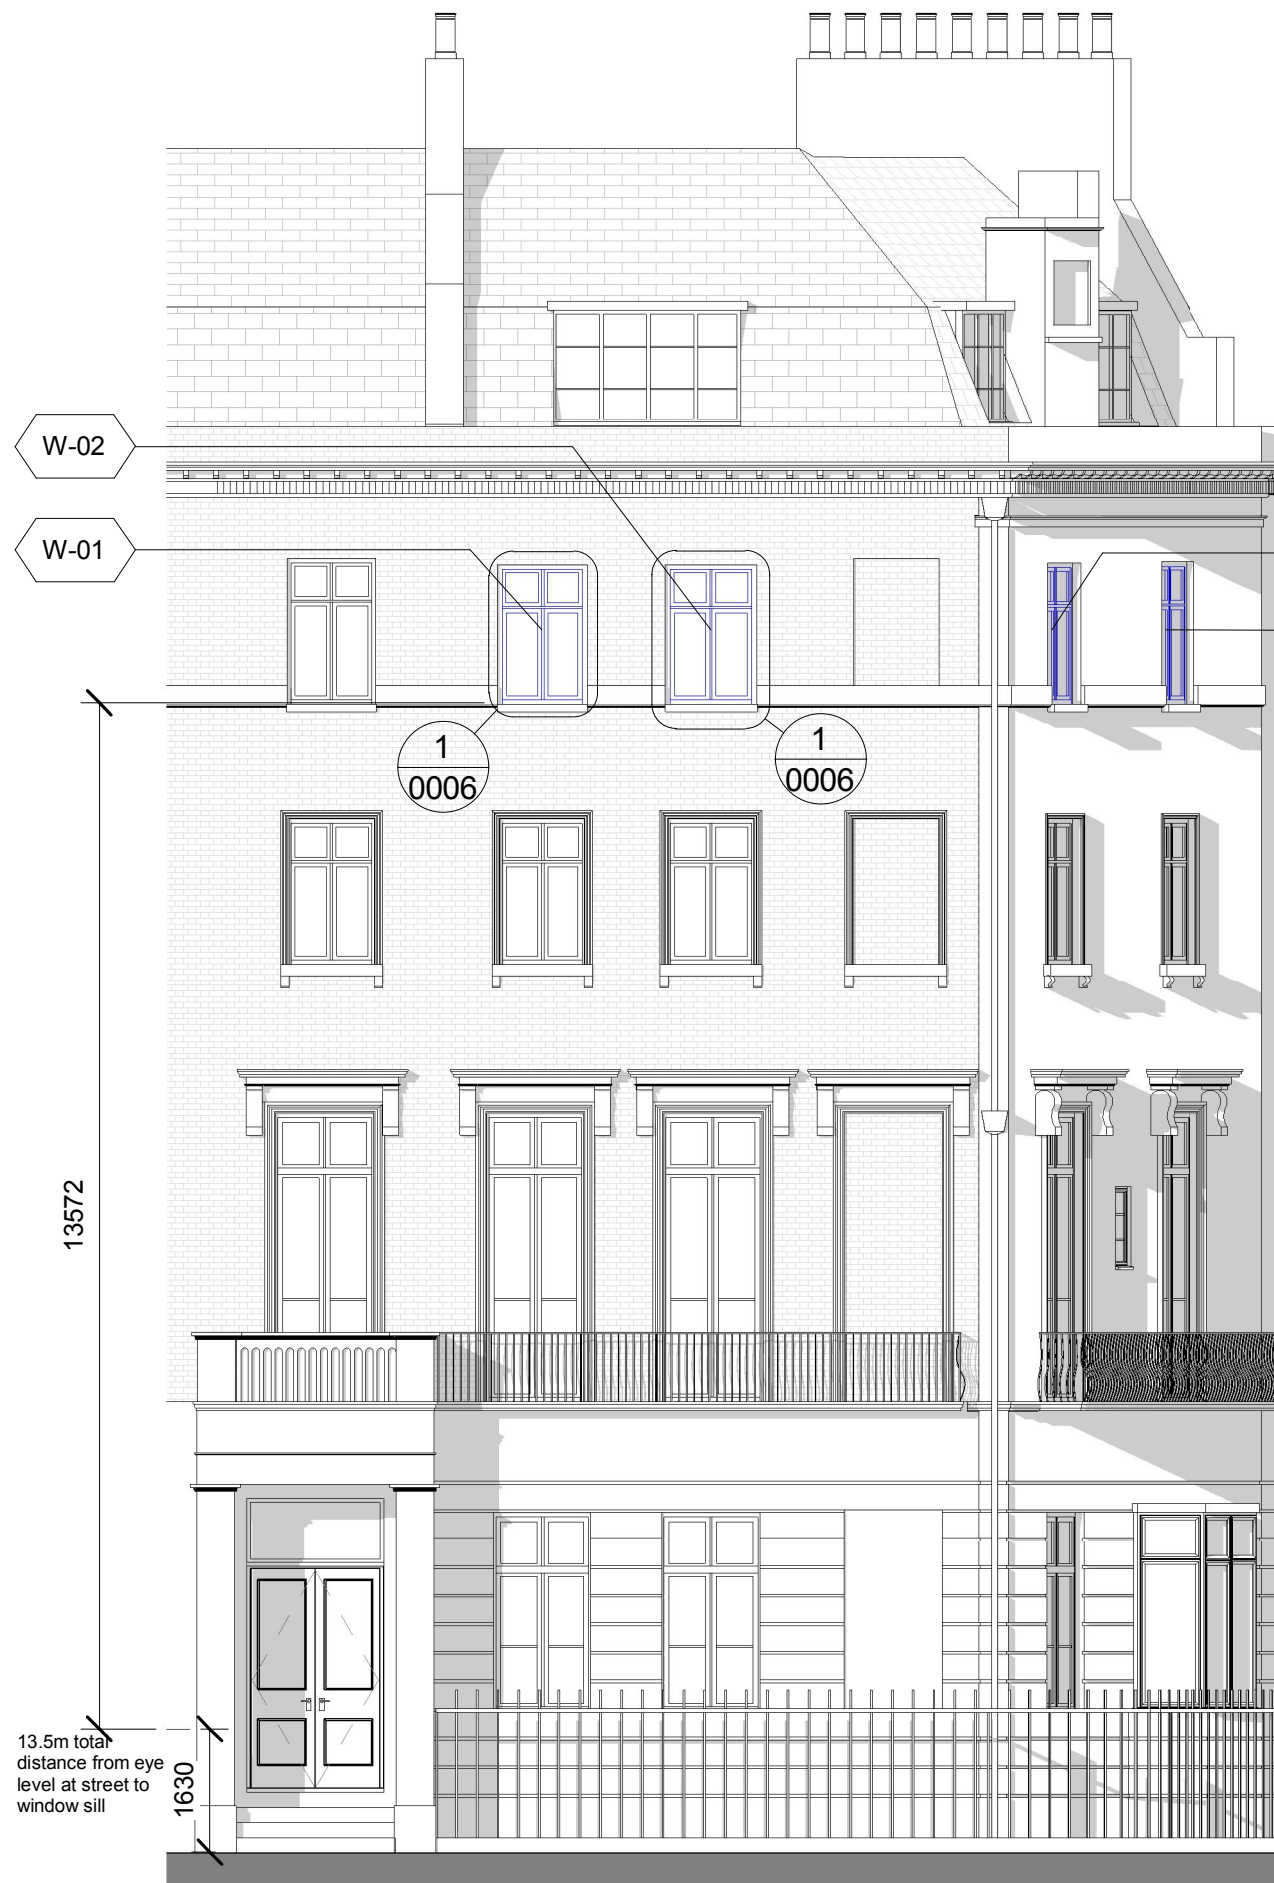 W-02
W-01
1
0006
1
0006
13572
13.5m total
distance from eye
level at street to
window sill
1630